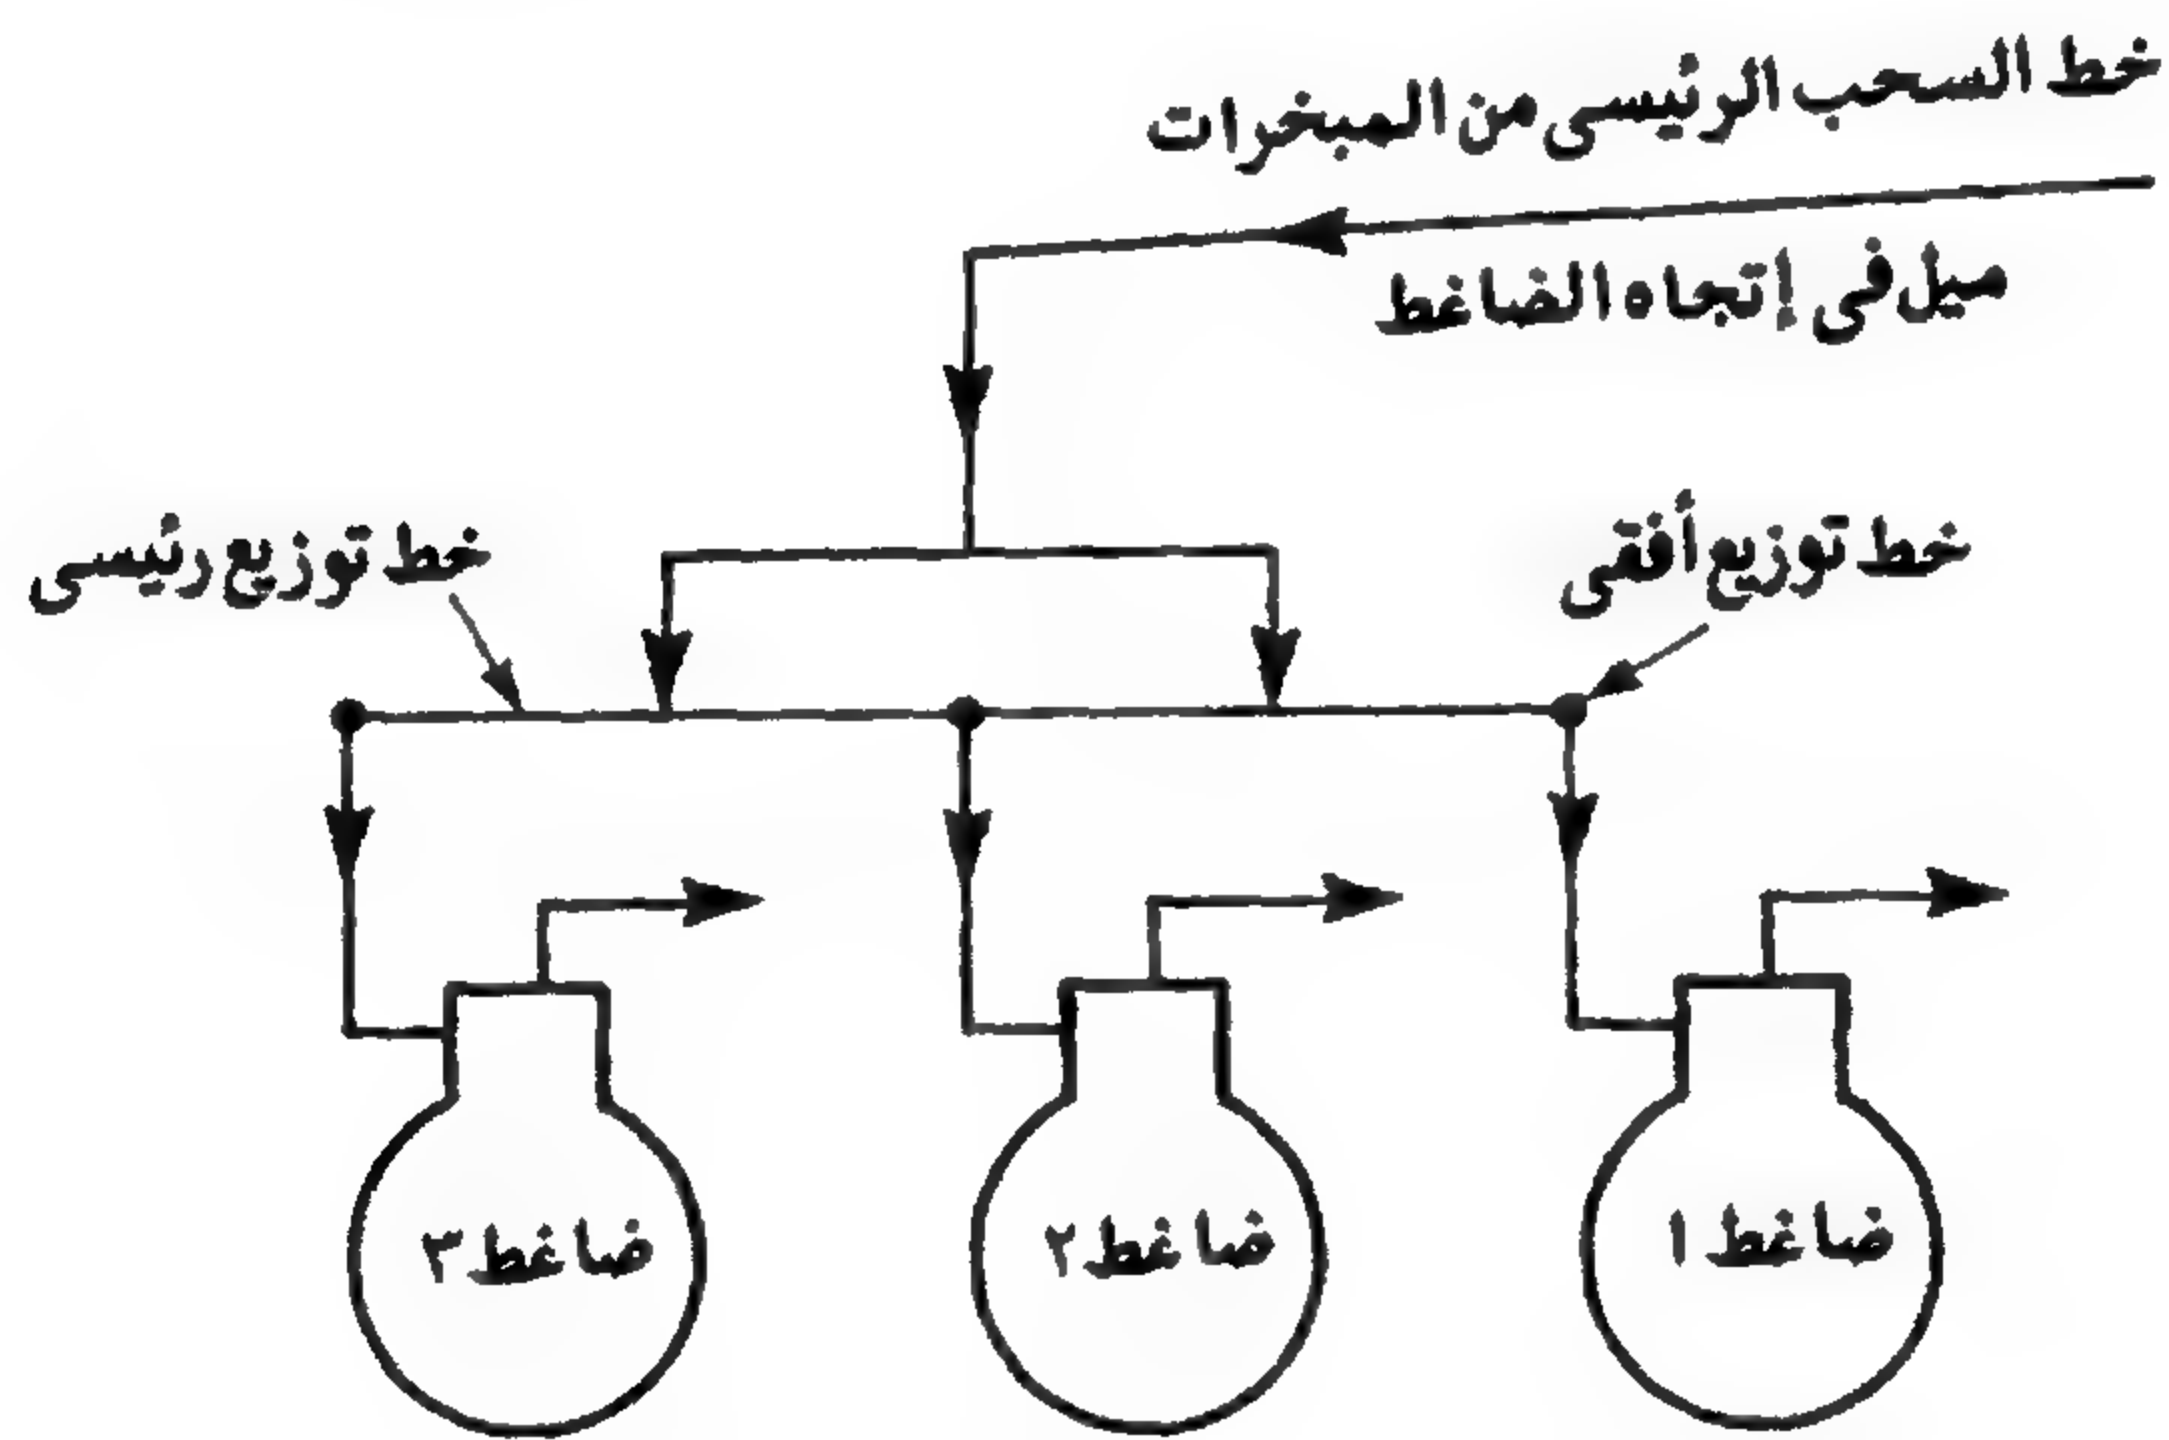 خط السحب الرئيسى من المبخرات
ميل فى إتجاه الضاغط
خط توزيع أفقى
خط توزيع رئيسى
ضاغط ١
ضاغط ٢
ضاغط ٣